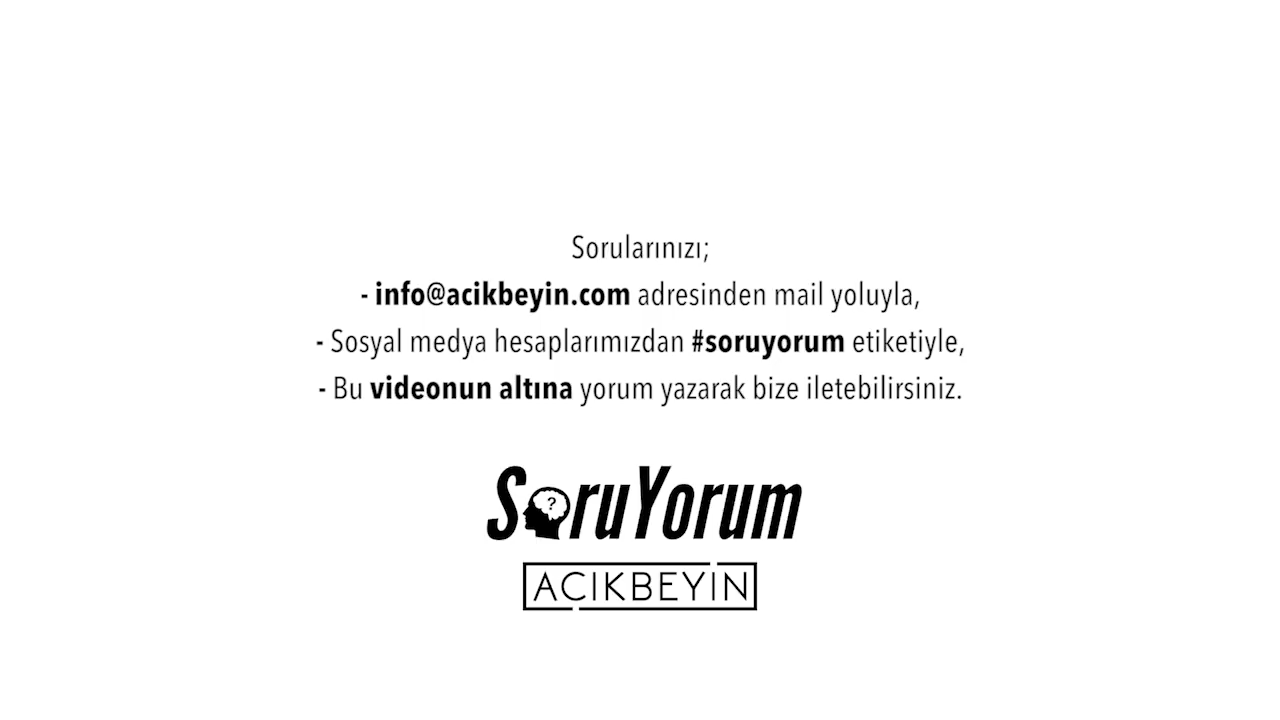 Sorularınızı;
- info@acikbeyin.com adresinden mail yoluyla,
- Sosyal medya hesaplarımızdan #soruyorum etiketiyle,
- Bu videonun altına yorum yazarak bize iletebilirsiniz.
SoruYorum
AÇIKBEYİN